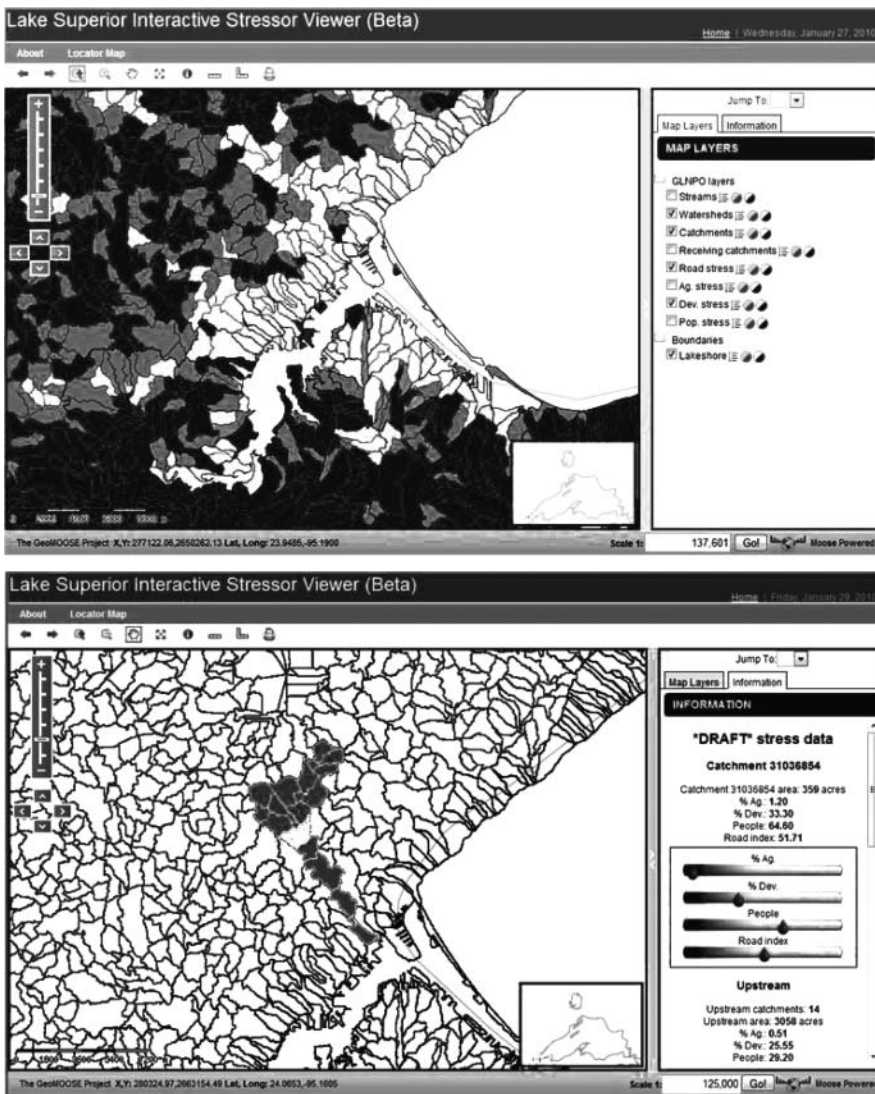 Lake Superior Interactive Stressor Viewer (Beta)
Home | Wednesday, January 27, 2010
About Locator Map
Jump To:
Map Layers Information
MAP LAYERS
GLNPO layers
Streams
Watersheds
Catchments
Receiving catchments
Road stress
Ag. stress
Dev. stress
Pop. stress
Boundaries
Lakeshore
The GeoMOOSE Project X,Y: 277122.06,2650262.13 Lat, Long: 23.9485,-95.1900
Scale 1: 137,601 Go! Moose Powered
Lake Superior Interactive Stressor Viewer (Beta)
Home | Friday, January 29, 2010
About Locator Map
Jump To:
Map Layers Information
INFORMATION
*DRAFT* stress data
Catchment 31036854
Catchment 31036854 area: 359 acres
% Ag.: 1.20
% Dev.: 33.30
People: 64.60
Road index: 51.71
% Ag.
% Dev.
People
Road index
Upstream
Upstream catchments: 14
Upstream area: 3058 acres
% Ag.: 0.51
% Dev.: 25.55
People: 29.20
The GeoMOOSE Project X,Y: 280324.97,2663154.49 Lat, Long: 24.0653,-95.1605
Scale 1: 125,000 Go! Moose Powered